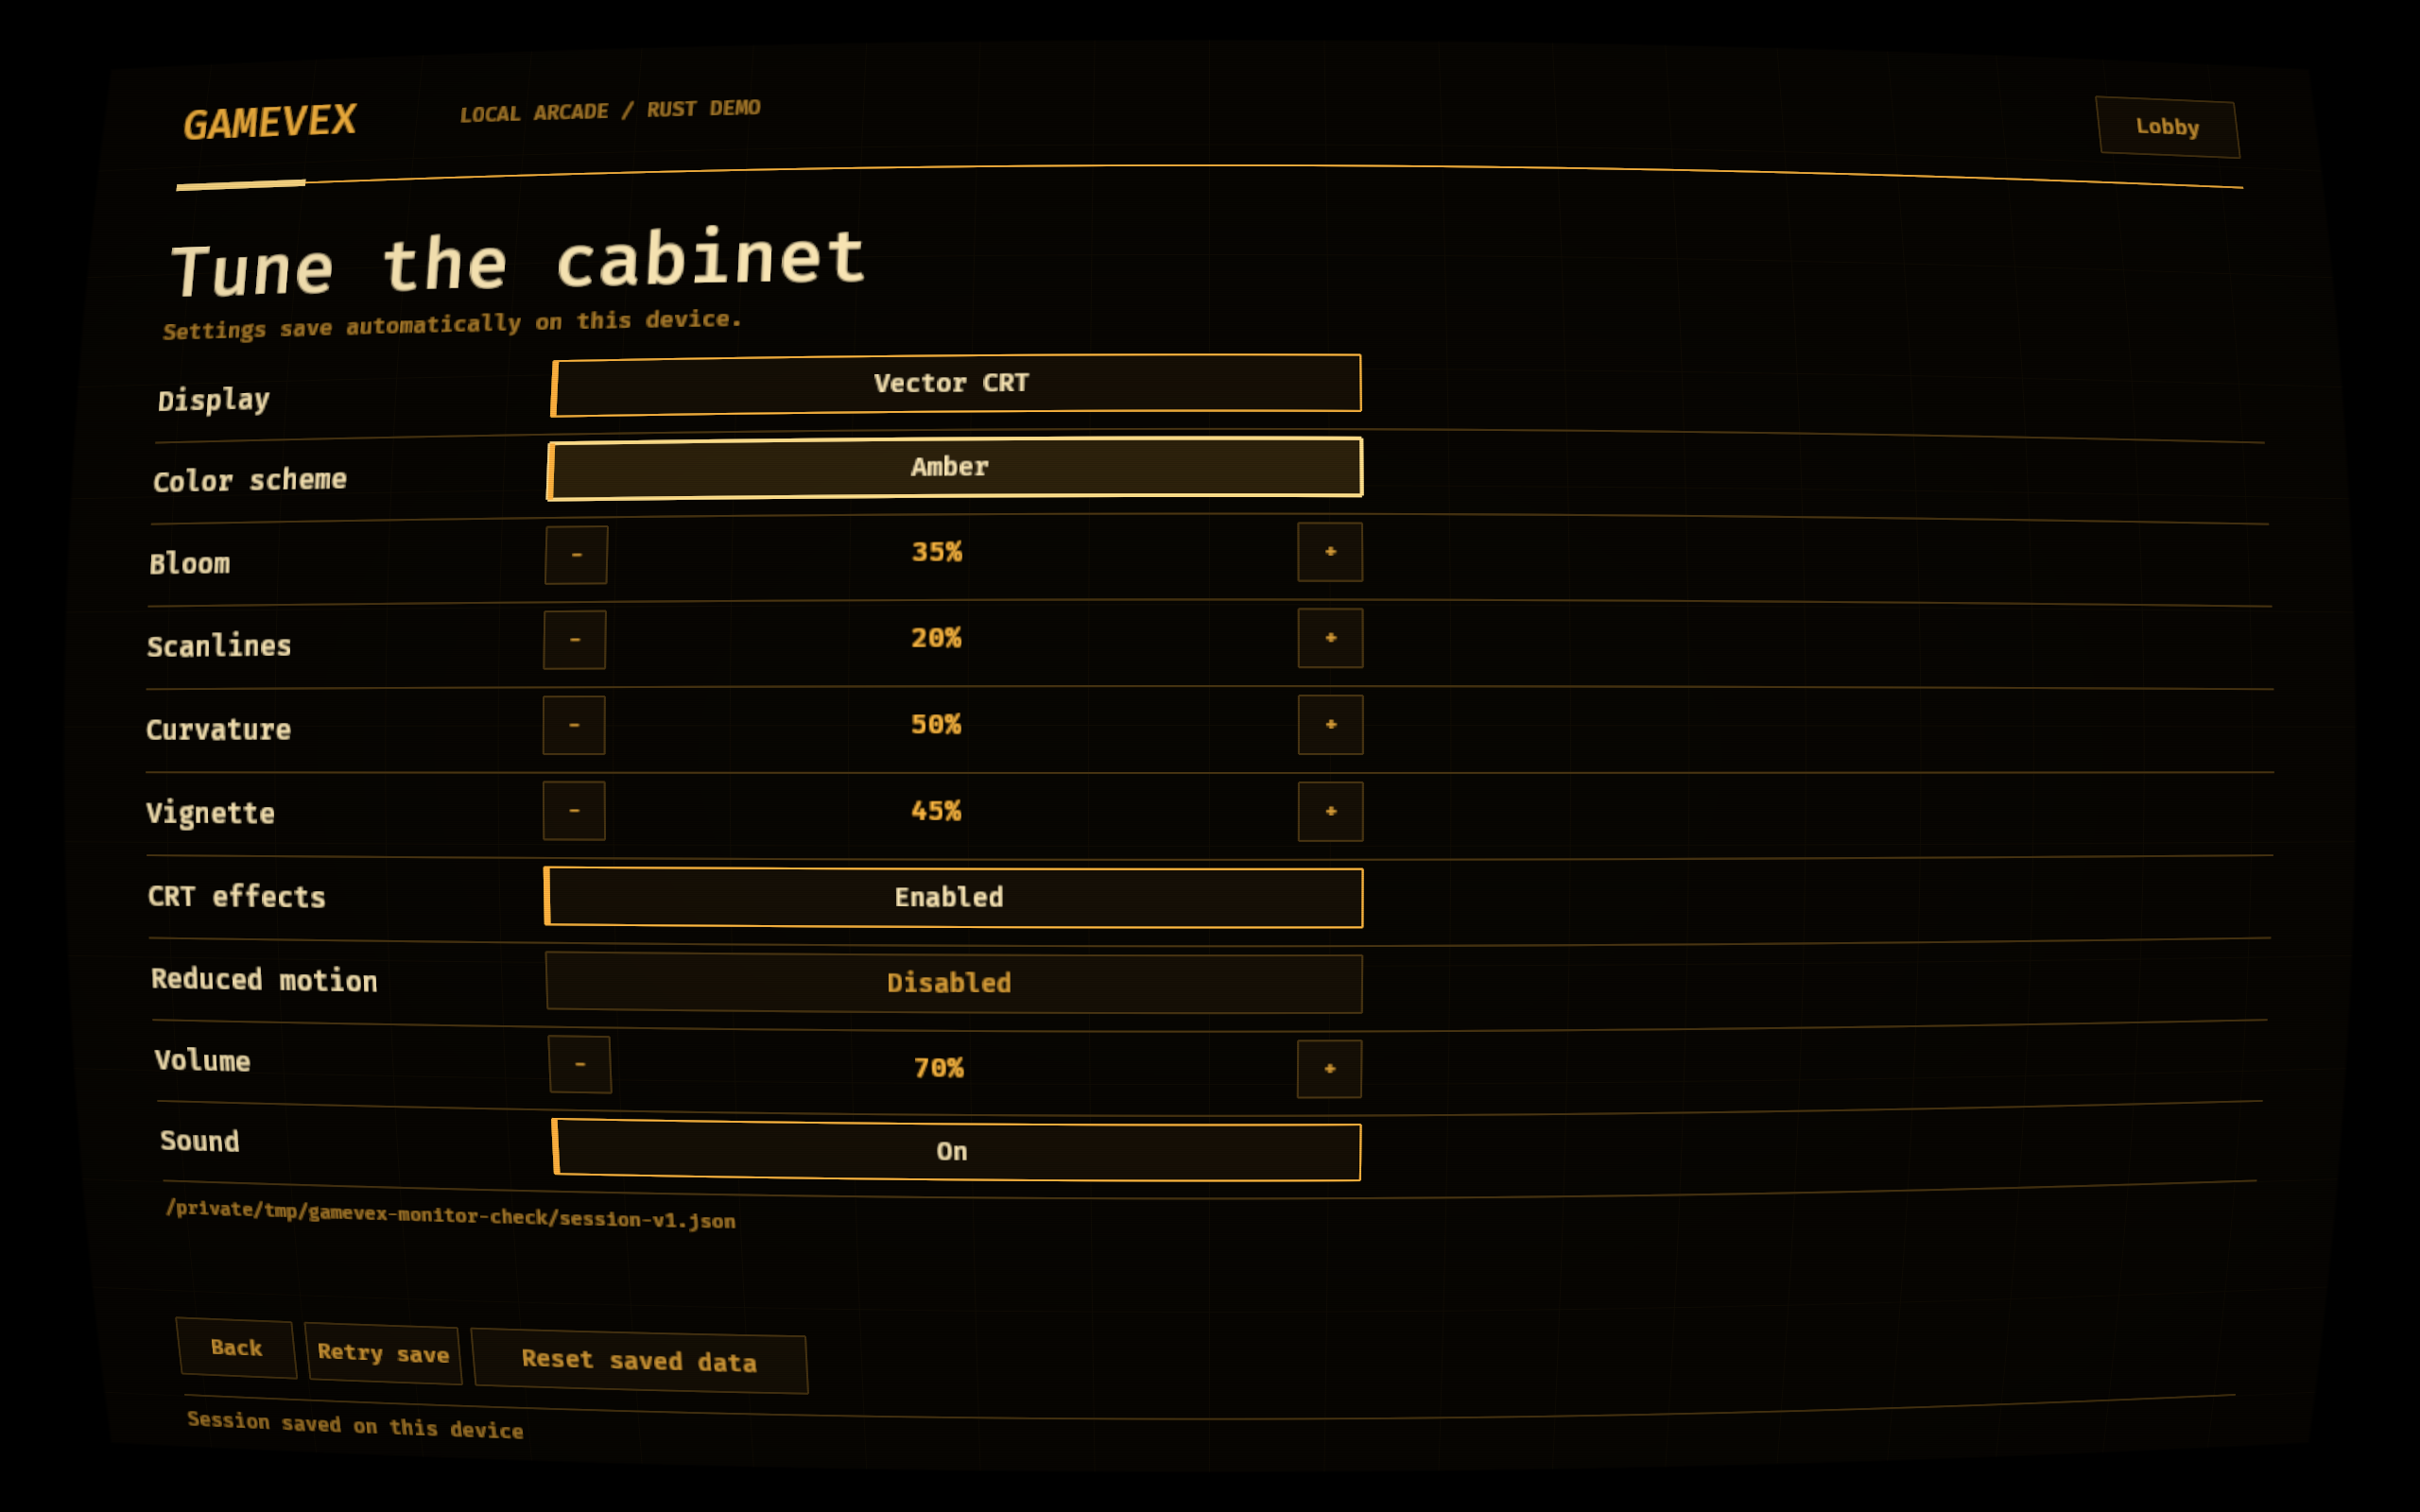 GAMEVEX LOCAL ARCADE / RUST DEMO Lobby
Tune the cabinet
Settings save automatically on this device.
Display Vector CRT
Color scheme Amber
Bloom - 35% +
Scanlines - 20% +
Curvature - 50% +
Vignette - 45% +
CRT effects Enabled
Reduced motion Disabled
Volume - 70% +
Sound On
/private/tmp/gamevex-monitor-check/session-v1.json
Back Retry save Reset saved data
Session saved on this device